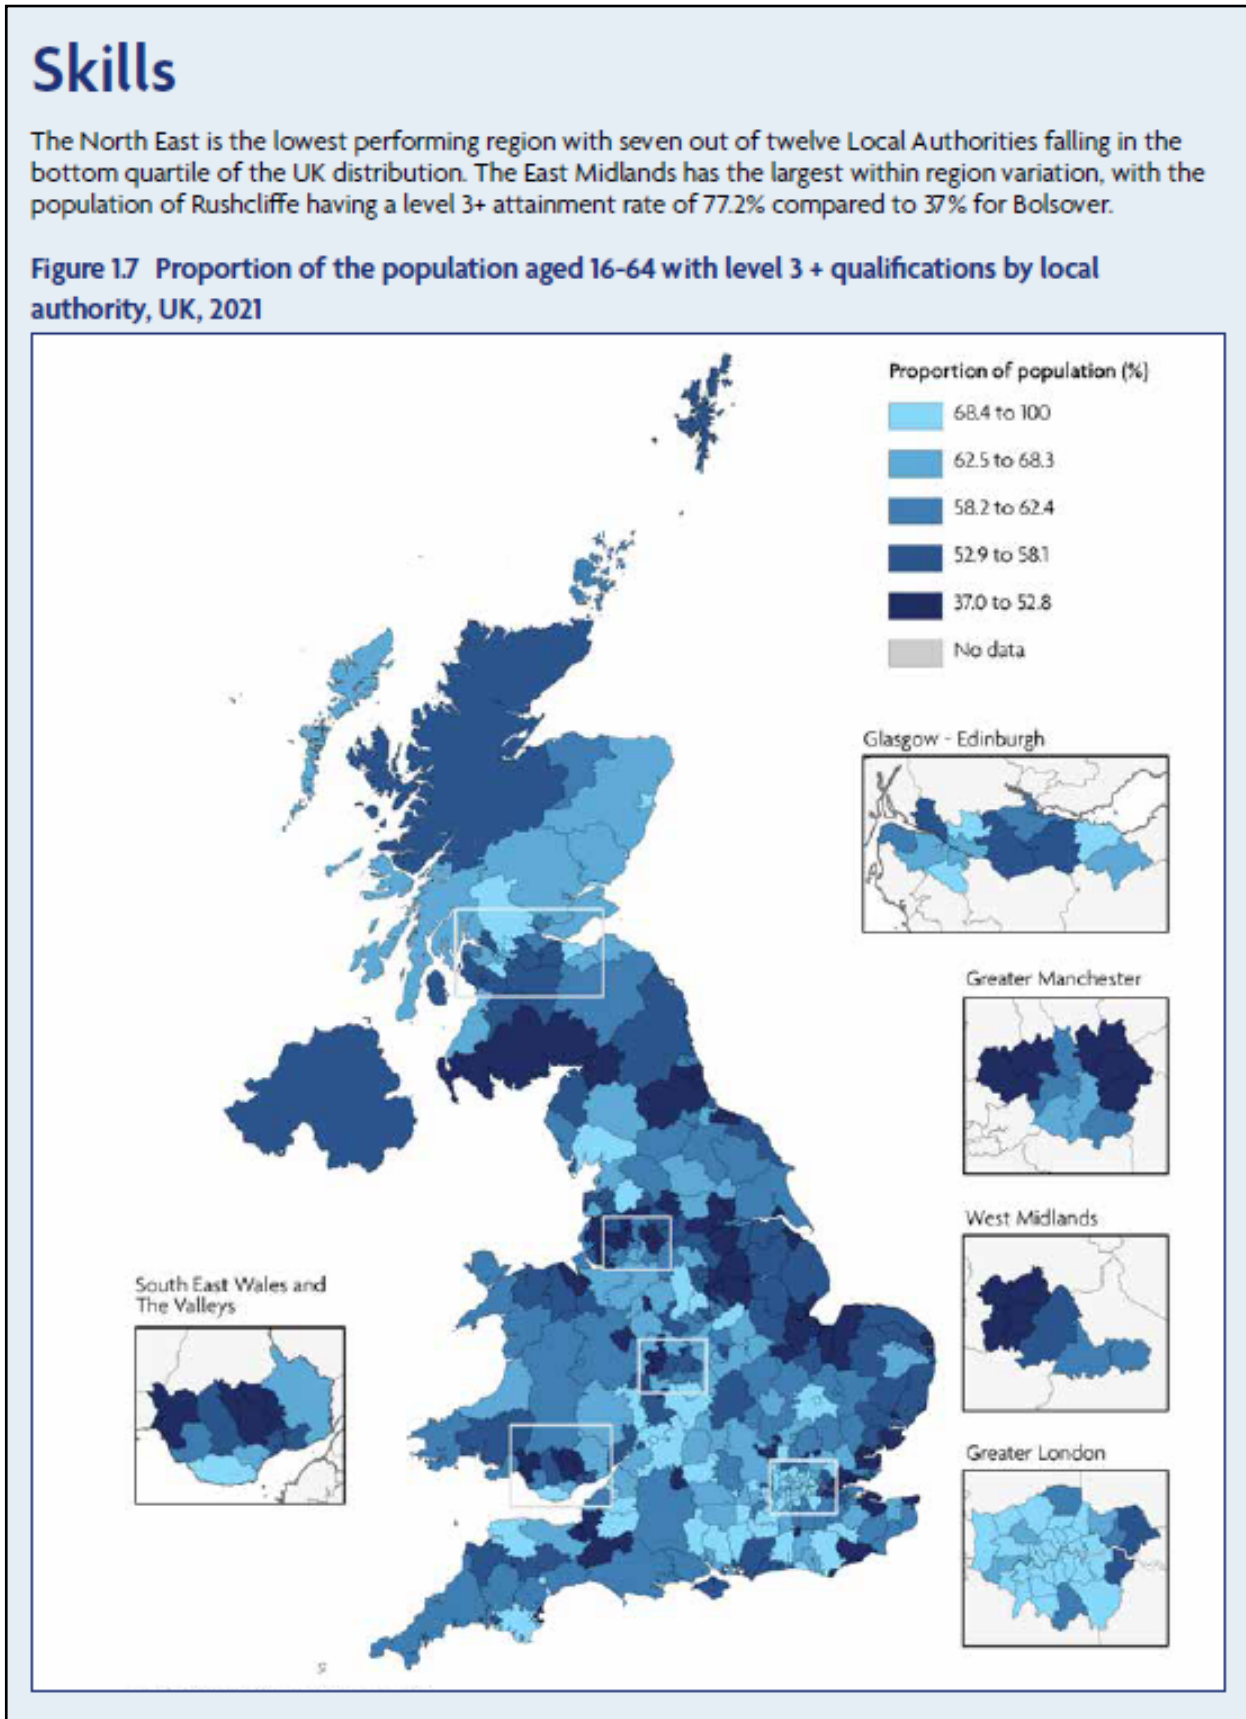 Skills
The North East is the lowest performing region with seven out of twelve Local Authorities falling in the
bottom quartile of the UK distribution. The East Midlands has the largest within region variation, with the
population of Rushcliffe having a level 3+ attainment rate of 77.2% compared to 37% for Bolsover.
Figure 1.7 Proportion of the population aged 16-64 with level 3 + qualifications by local
authority, UK, 2021
Proportion of population (%)
68.4 to 100
62.5 to 68.3
58.2 to 62.4
52.9 to 58.1
37.0 to 52.8
No data
Glasgow - Edinburgh
Greater Manchester
West Midlands
South East Wales and
The Valleys
Greater London